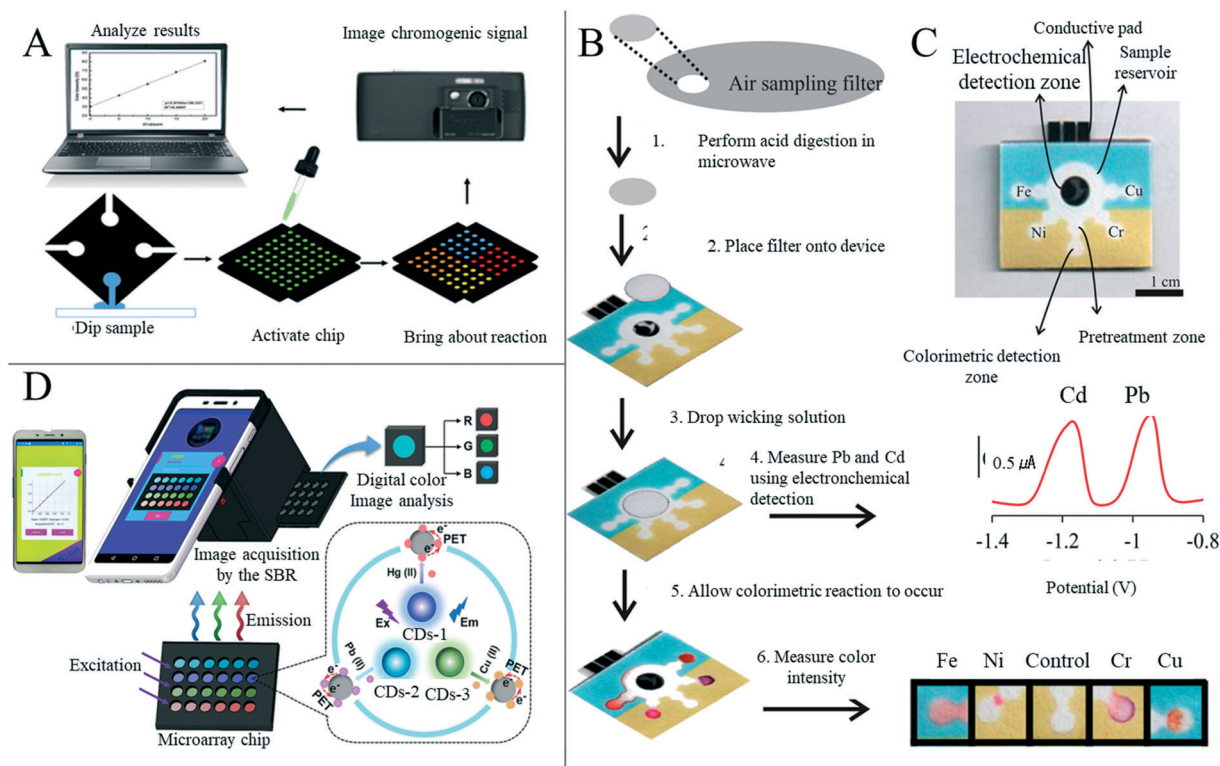 A
Analyze results
Image chromogenic signal
Dip sample
Activate chip
Bring about reaction
B
Air sampling filter
1.
Perform acid digestion in
microwave
2. Place filter onto device
3. Drop wicking solution
4. Measure Pb and Cd
using electronchemical
detection
5. Allow colorimetric reaction to occur
6. Measure color
intensity
C
Conductive pad
Electrochemical
detection zone
Sample
reservoir
Fe
Cu
Ni
Cr
1 cm
Pretreatment zone
Colorimetric detection
zone
Cd
Pb
0.5 µA
-1.4
-1.2
-1
-0.8
Potential (V)
Fe
Ni
Control
Cr
Cu
D
Digital color
Image analysis
R
G
B
Image acquisition
by the SBR
Emission
Excitation
Microarray chip
e-
e-
PET
Hg (II)
Ex
Em
CDs-1
Pb (II)
Cu (II)
CDs-2
CDs-3
e-
e-
PET
PET
e-
e-